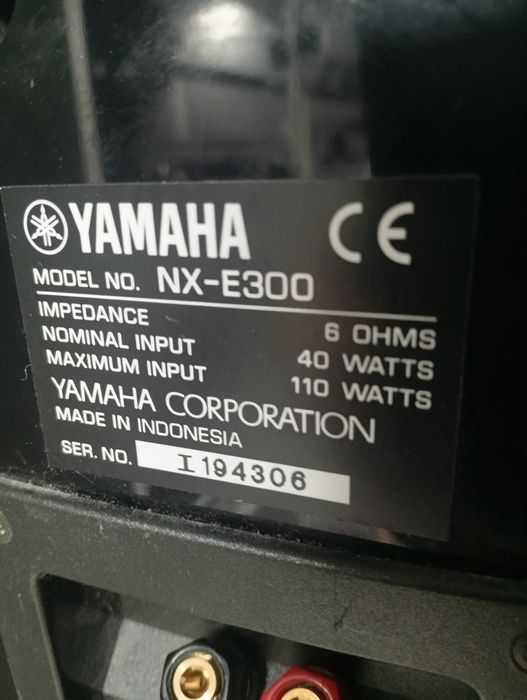 YAMAHA CE
MODEL NO. NX-E300
IMPEDANCE 6 OHMS
NOMINAL INPUT 40 WATTS
MAXIMUM INPUT 110 WATTS
YAMAHA CORPORATION
MADE IN INDONESIA
SER. NO. I194306